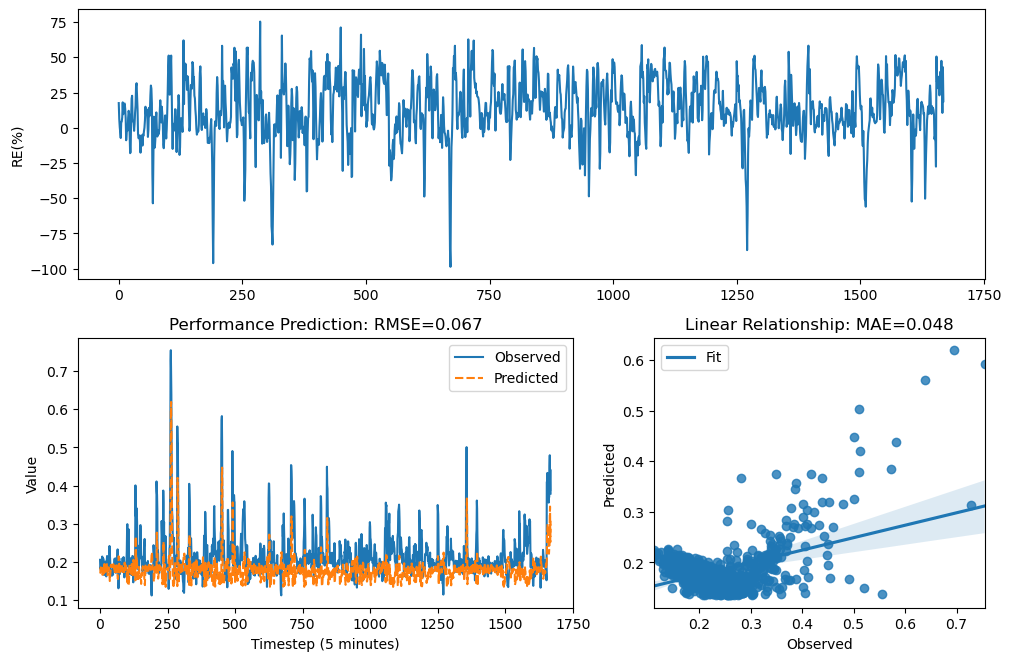 RE(%)
75
50
25
0
−25
−50
−75
−100
0 250 500 750 1000 1250 1500 1750
Performance Prediction: RMSE=0.067
Value
0.7
0.6
0.5
0.4
0.3
0.2
0.1
Observed
Predicted
0 250 500 750 1000 1250 1500 1750
Timestep (5 minutes)
Linear Relationship: MAE=0.048
Predicted
0.6
0.5
0.4
0.3
0.2
Fit
0.2 0.3 0.4 0.5 0.6 0.7
Observed